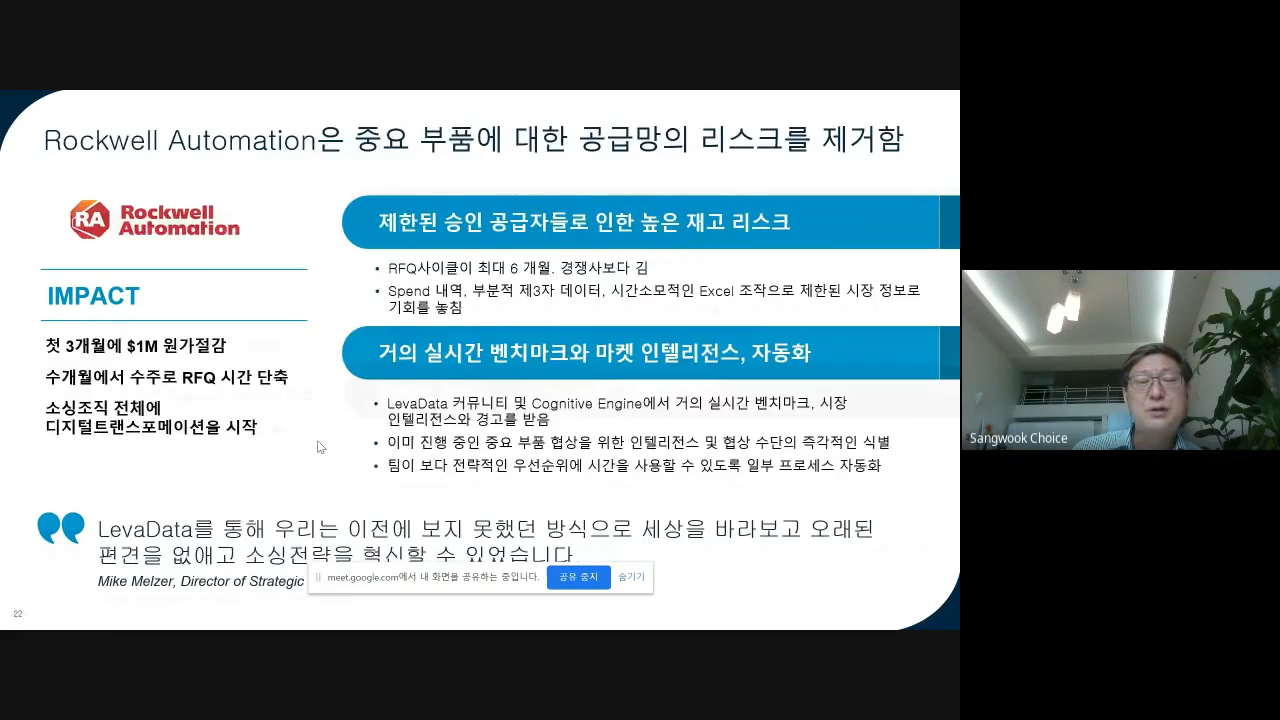 Rockwell Automation은 중요 부품에 대한 공급망의 리스크를 제거함
RA Rockwell
Automation
IMPACT
첫 3개월에 $1M 원가절감
수개월에서 수주로 RFQ 시간 단축
소싱조직 전체에
디지털트랜스포메이션을 시작
제한된 승인 공급자들로 인한 높은 재고 리스크
• RFQ사이클이 최대 6 개월. 경쟁사보다 김
• Spend 내역, 부분적 제3자 데이터, 시간소모적인 Excel 조작으로 제한된 시장 정보로
기회를 놓침
거의 실시간 벤치마크와 마켓 인텔리전스, 자동화
• LevaData 커뮤니티 및 Cognitive Engine에서 거의 실시간 벤치마크, 시장
인텔리전스와 경고를 받음
• 이미 진행 중인 중요 부품 협상을 위한 인텔리전스 및 협상 수단의 즉각적인 식별
• 팀이 보다 전략적인 우선순위에 시간을 사용할 수 있도록 일부 프로세스 자동화
LevaData를 통해 우리는 이전에 보지 못했던 방식으로 세상을 바라보고 오래된
편견을 없애고 소싱전략을 혁신할 수 있었습니다.
Mike Melzer, Director of Strategic
meet.google.com에서 내 화면을 공유하는 중입니다.
공유 중지
숨기기
22
Sangwook Choice